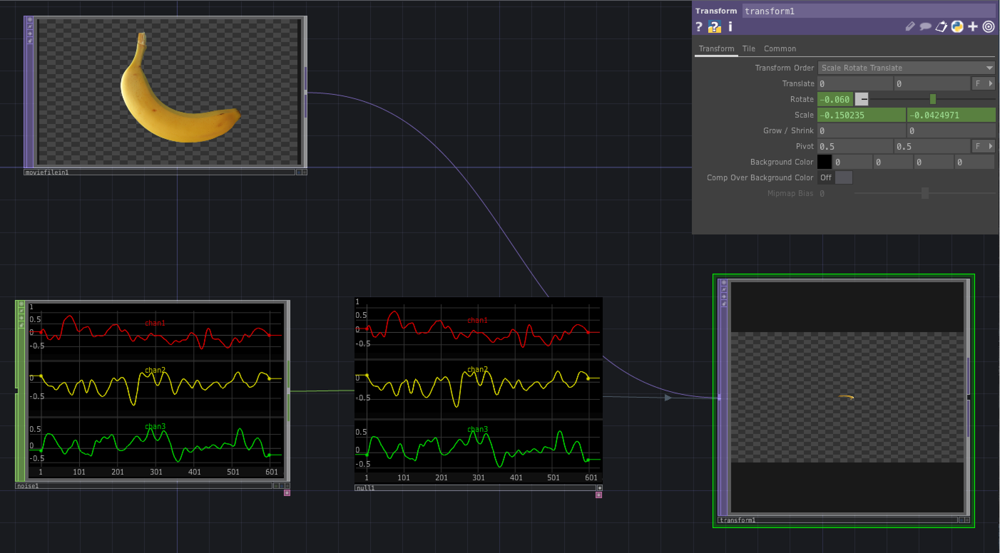 moviefilein1
Transform transform1
? ? i
Transform Tile Common
Transform Order Scale Rotate Translate
Translate 0 0 F
Rotate -0.060
Scale -0.150235 -0.0424971
Grow / Shrink 0 0
Pivot 0.5 0.5 F
Background Color 0 0 0 0
Comp Over Background Color Off
Mipmap Bias 0
1
0.5
chan1
0
-0.5
chan2
0
-0.5
chan3
0.5
0
-0.5
1 101 201 301 401 501 601
noise1
1
0.5
chan1
0
-0.5
chan2
0
-0.5
chan3
0.5
0
-0.5
1 101 201 301 401 501 601
null1
transform1